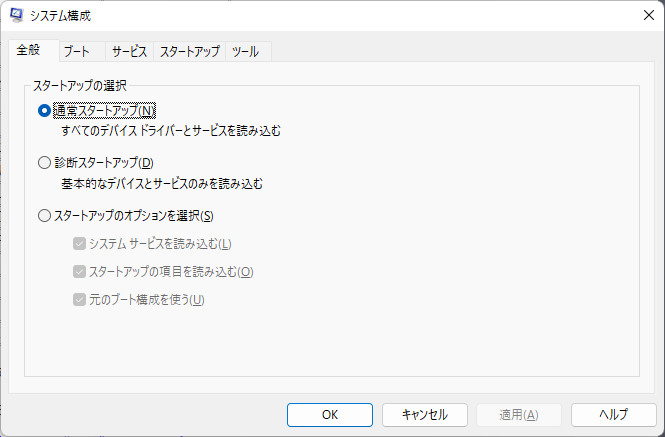 システム構成
全般 ブート サービス スタートアップ ツール
スタートアップの選択
通常スタートアップ(N)
すべてのデバイス ドライバーとサービスを読み込む
診断スタートアップ(D)
基本的なデバイスとサービスのみを読み込む
スタートアップのオプションを選択(S)
システム サービスを読み込む(L)
スタートアップの項目を読み込む(O)
元のブート構成を使う(U)
OK キャンセル 適用(A) ヘルプ